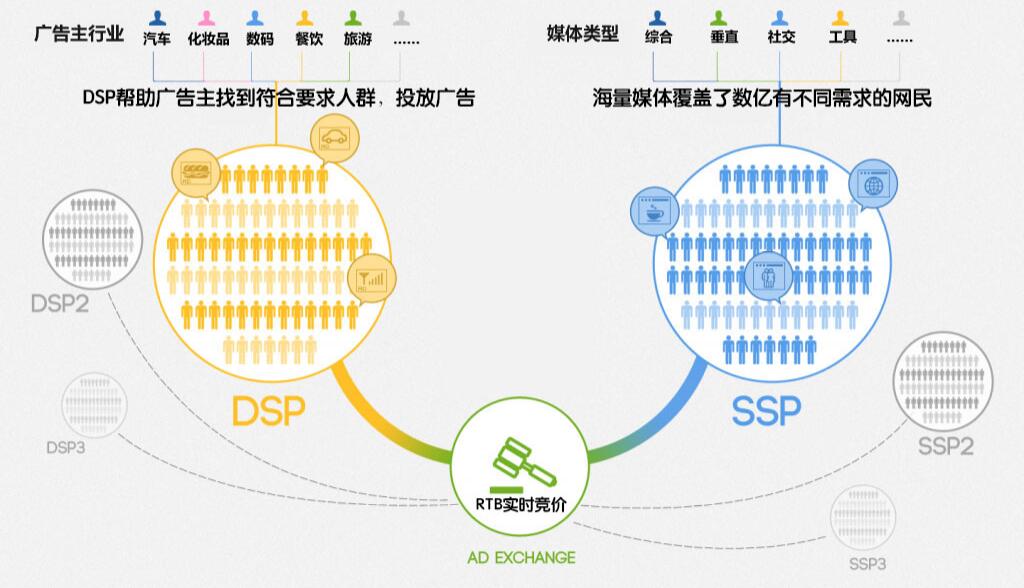 广告主行业
汽车
化妆品
数码
餐饮
旅游
......
媒体类型
综合
垂直
社交
工具
......
DSP帮助广告主找到符合要求人群，投放广告
海量媒体覆盖了数亿有不同需求的网民
DSP2
DSP
SSP
DSP3
SSP2
RTB实时竞价
AD EXCHANGE
SSP3